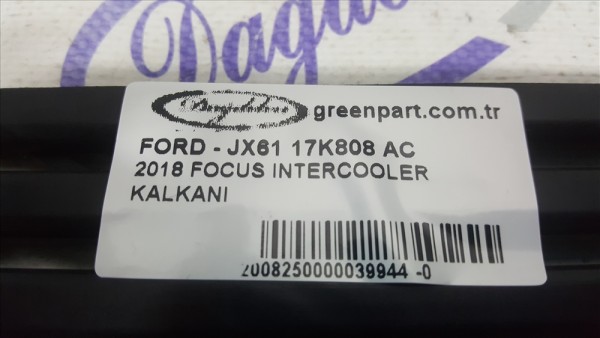 greenpart.com.tr
FORD - JX61 17K808 AC
2018 FOCUS INTERCOOLER
KALKANI
2008250000039944 -0